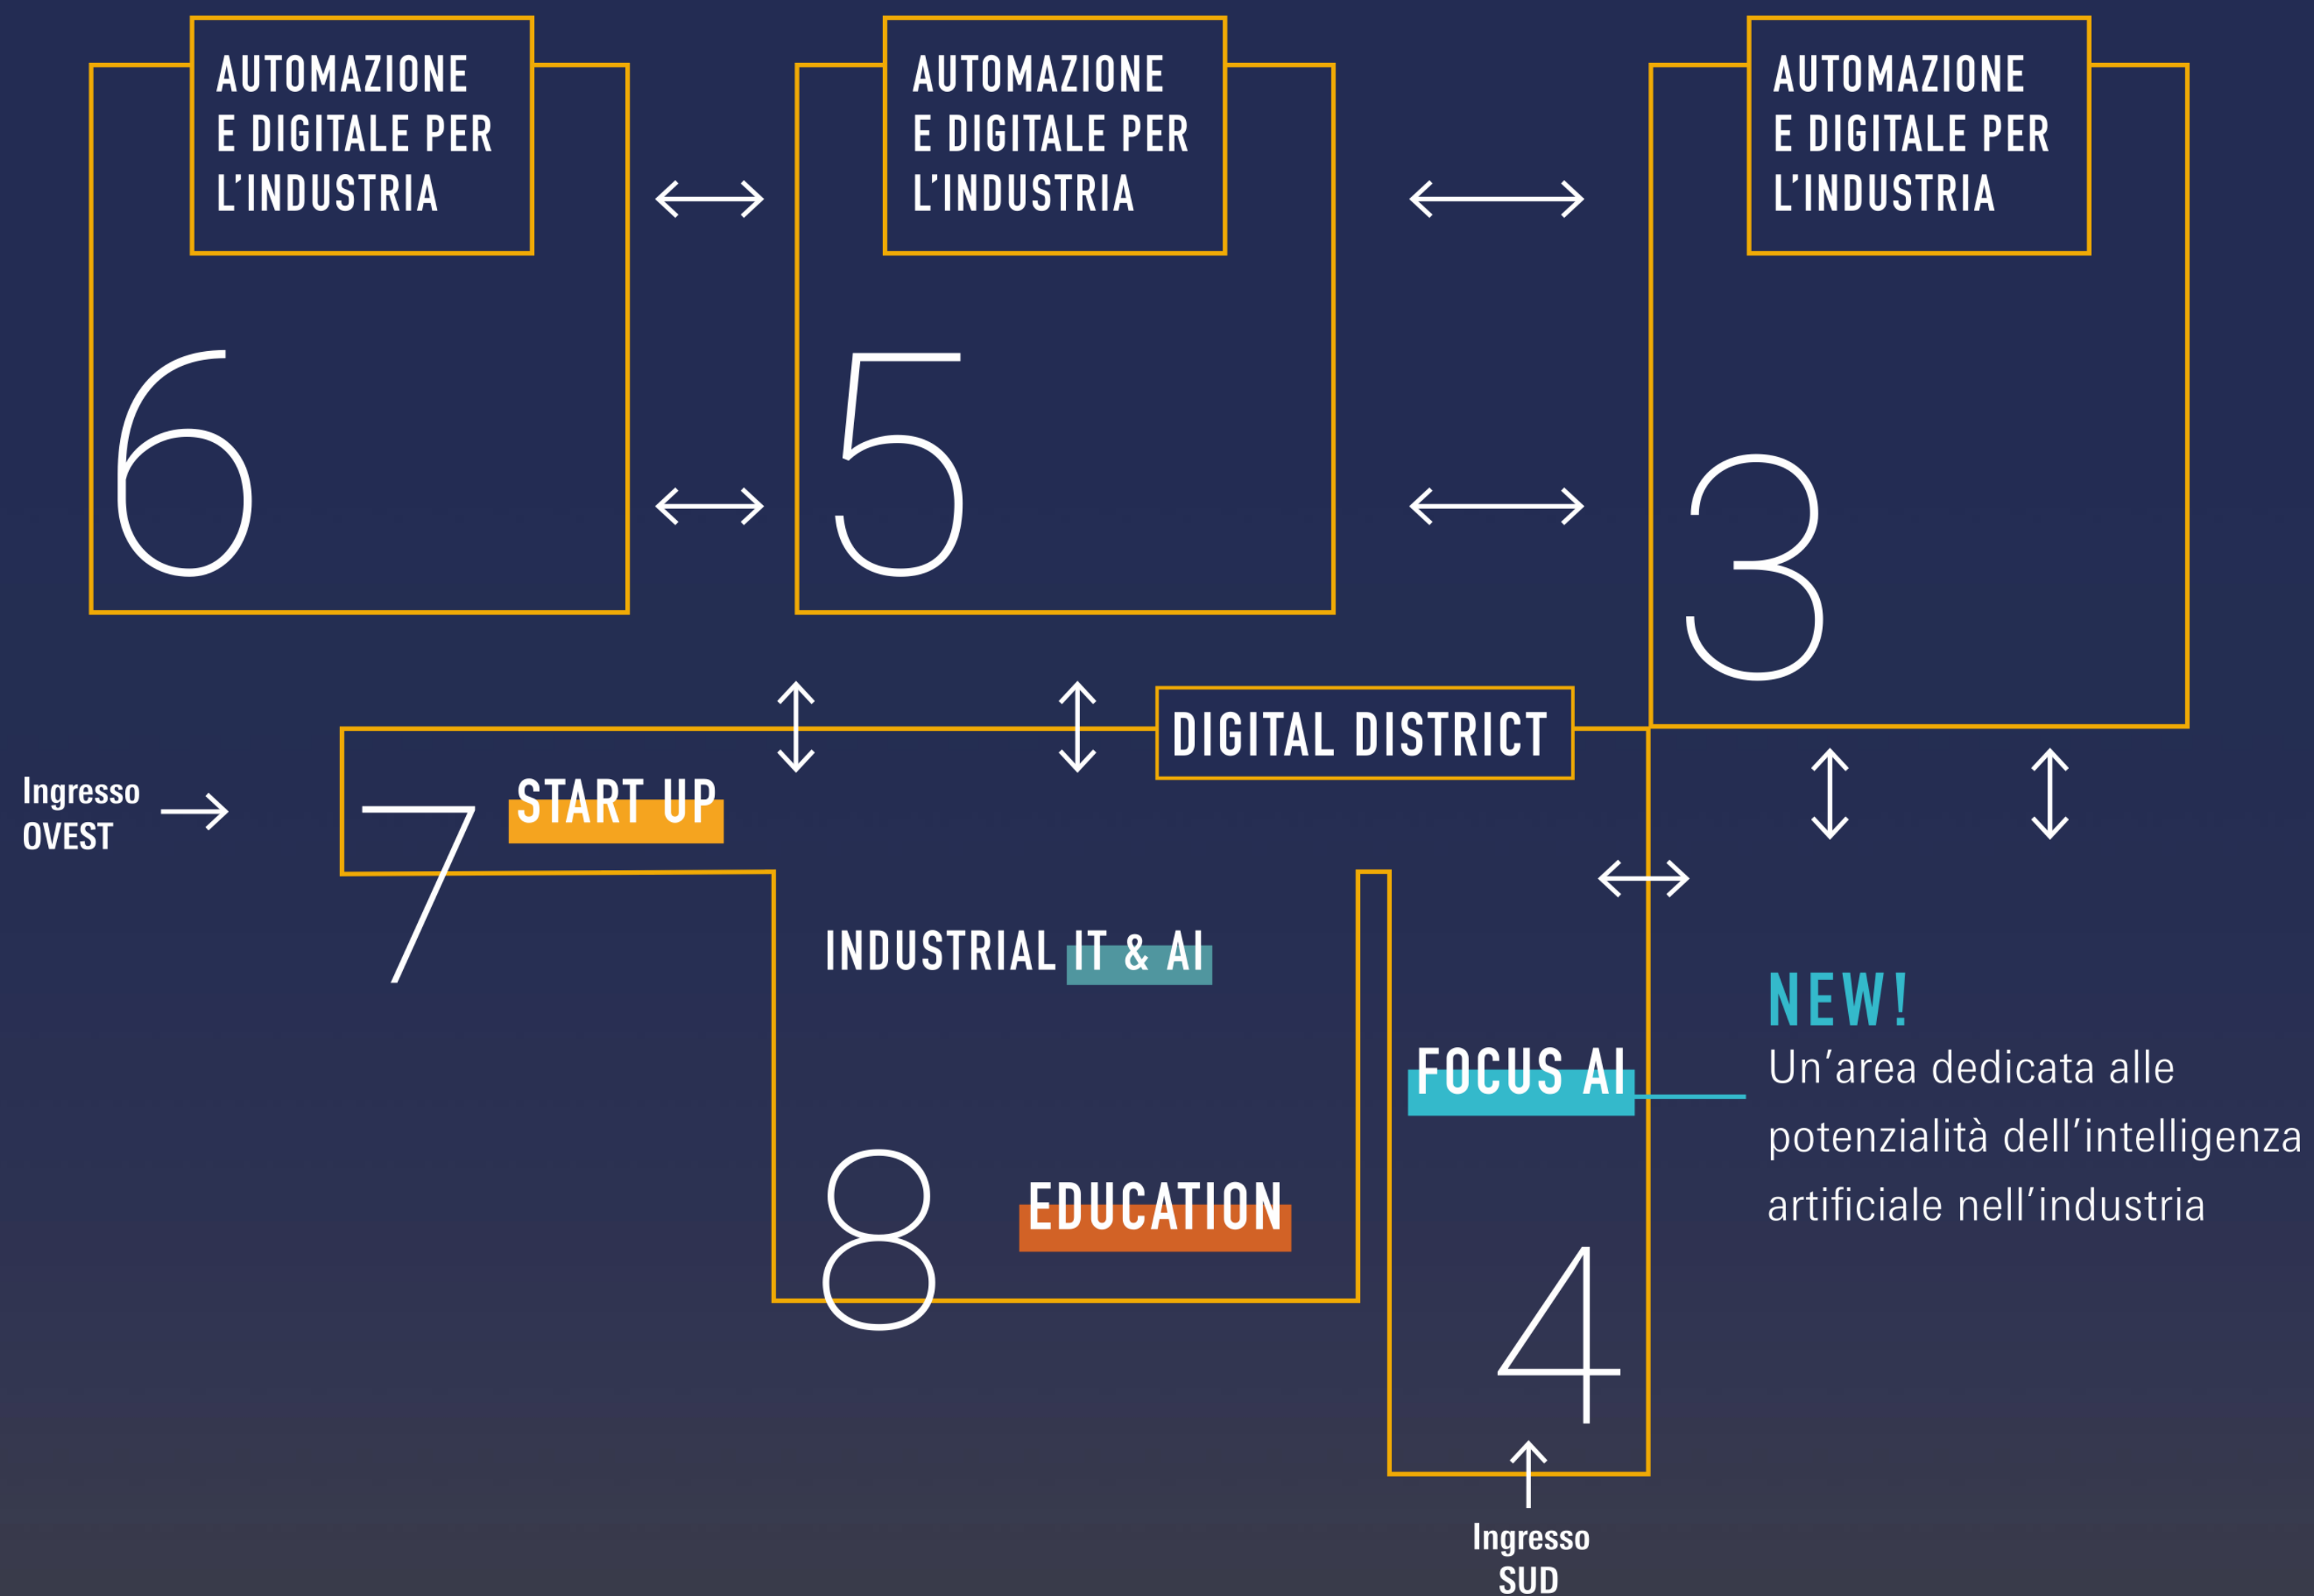 AUTOMAZIONE
E DIGITALE PER
L'INDUSTRIA
6
AUTOMAZIONE
E DIGITALE PER
L'INDUSTRIA
5
AUTOMAZIONE
E DIGITALE PER
L'INDUSTRIA
3
DIGITAL DISTRICT
Ingresso
OVEST
7
START UP
INDUSTRIAL IT & AI
8
EDUCATION
FOCUS AI
4
NEW!
Un'area dedicata alle
potenzialità dell'intelligenza
artificiale nell'industria
Ingresso
SUD